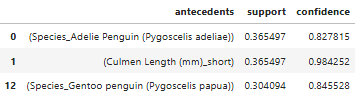 antecedents support confidence
0 (Species_Adelie Penguin (Pygoscelis adeliae)) 0.365497 0.827815
1 (Culmen Length (mm)_short) 0.365497 0.984252
12 (Species_Gentoo penguin (Pygoscelis papua)) 0.304094 0.845528